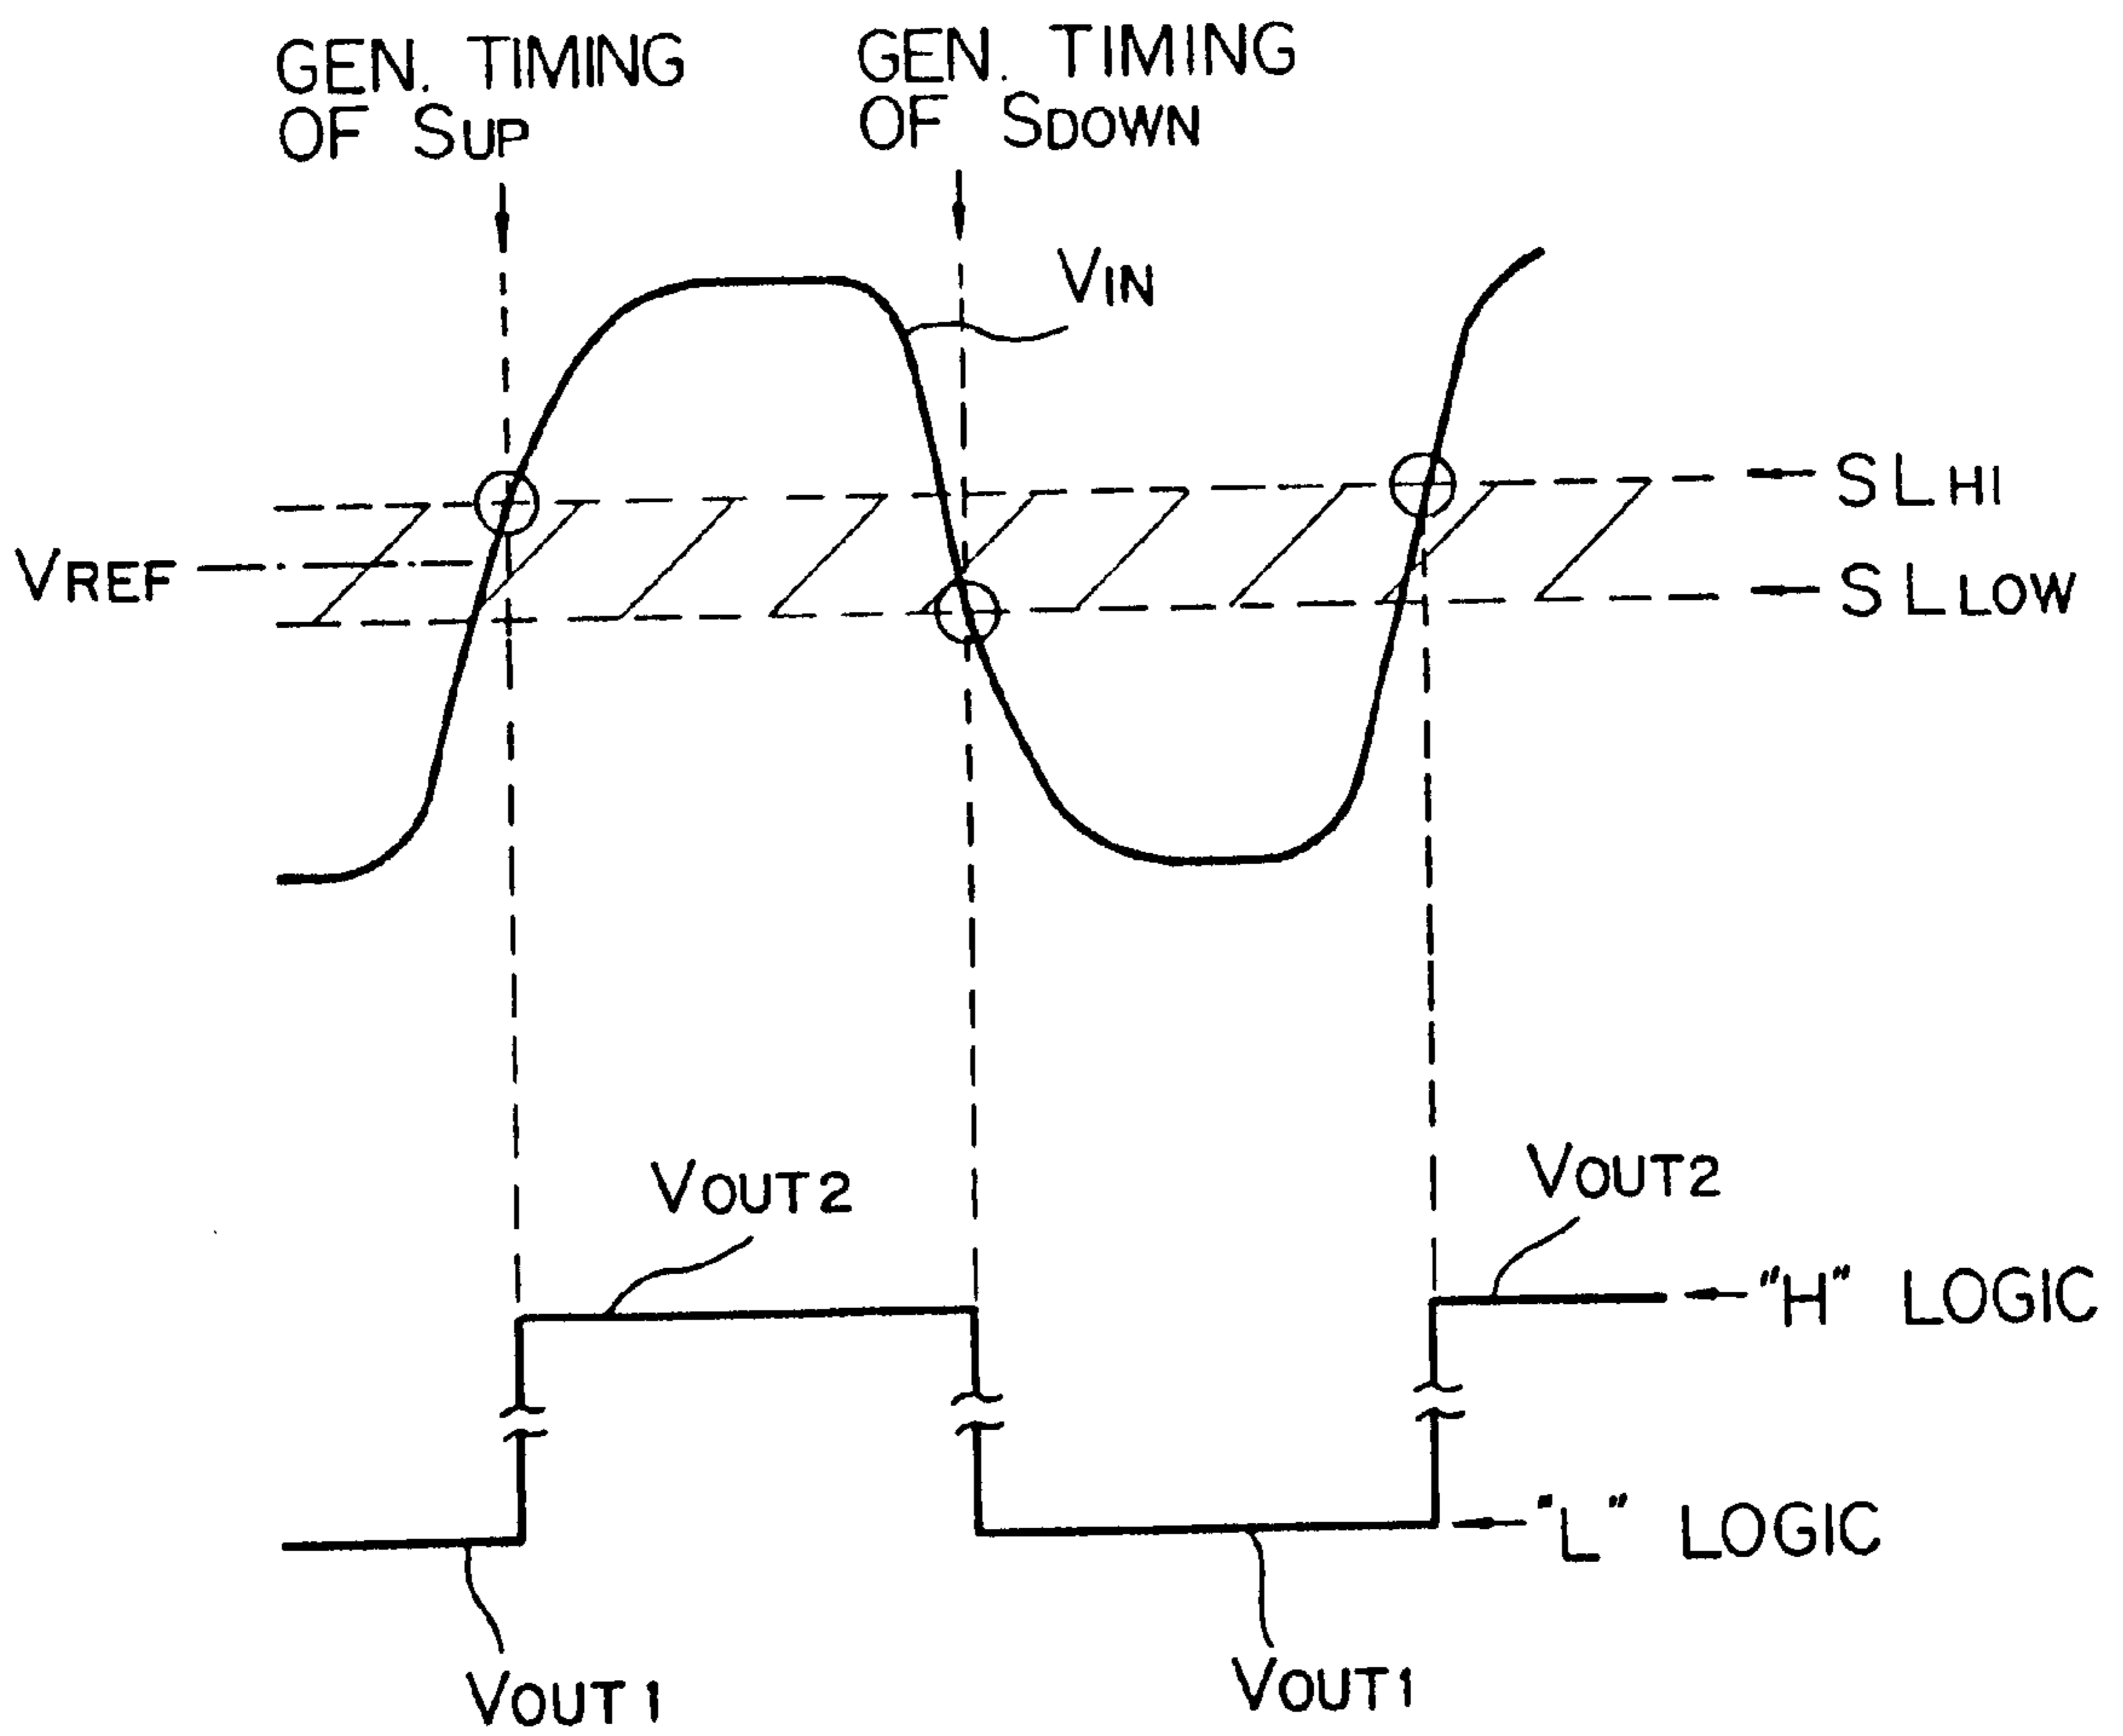 GEN. TIMING
OF SUP
GEN. TIMING
OF SDOWN
VIN
SLHI
VREF
SLLOW
VOUT2
VOUT2
"H" LOGIC
"L" LOGIC
VOUT1
VOUT1